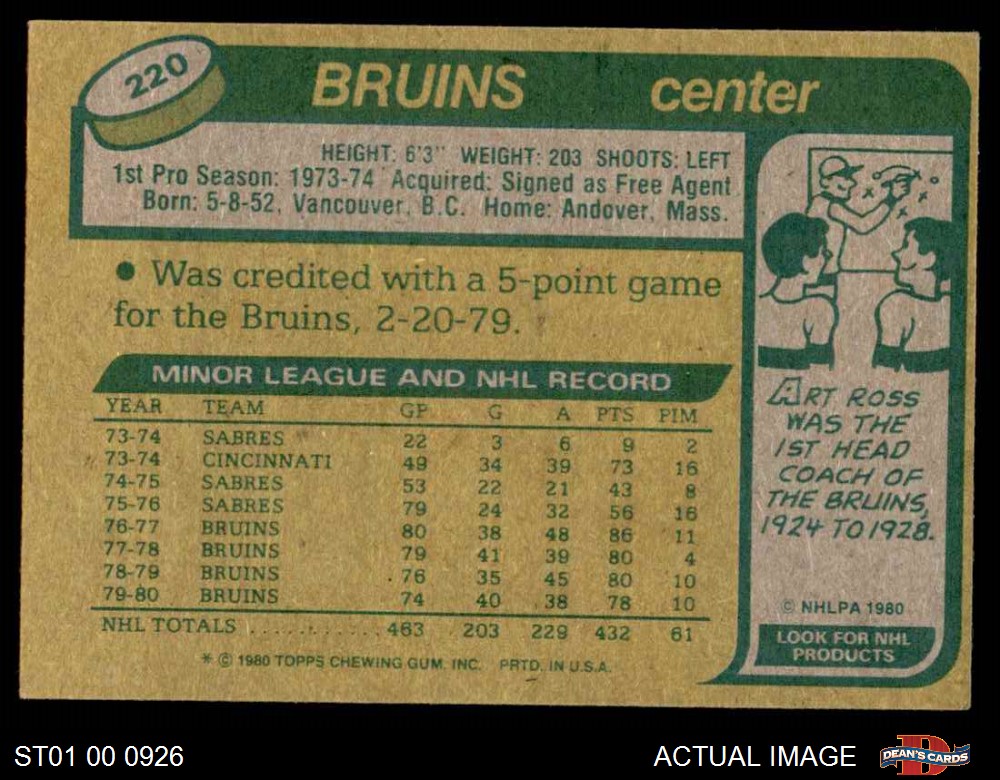 220
BRUINS center
HEIGHT: 6'3" WEIGHT: 203 SHOOTS: LEFT
1st Pro Season: 1973-74 Acquired: Signed as Free Agent
Born: 5-8-52, Vancouver, B.C. Home: Andover, Mass.
● Was credited with a 5-point game
for the Bruins, 2-20-79.
MINOR LEAGUE AND NHL RECORD
YEAR TEAM GP G A PTS PIM
73-74 SABRES 22 3 6 9 2
73-74 CINCINNATI 49 34 39 73 16
74-75 SABRES 53 22 21 43 8
75-76 SABRES 79 24 32 56 16
76-77 BRUINS 80 38 48 86 11
77-78 BRUINS 79 41 39 80 4
78-79 BRUINS 76 35 45 80 10
79-80 BRUINS 74 40 38 78 10
NHL TOTALS .......... 463 203 229 432 61
* © 1980 TOPPS CHEWING GUM, INC. PRTD. IN U.S.A.
ART ROSS
WAS THE
1ST HEAD
COACH OF
THE BRUINS,
1924 TO 1928.
© NHLPA 1980
LOOK FOR NHL
PRODUCTS
ST01 00 0926
ACTUAL IMAGE
D
DEAN'S CARDS